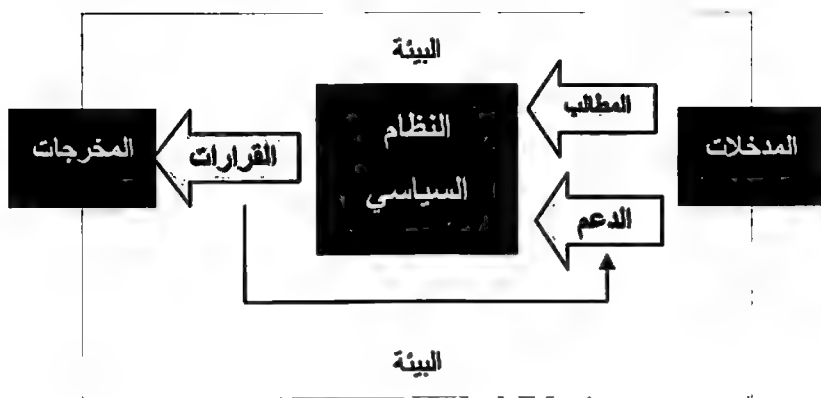 البيئة
المدخلات
المطالب
الدعم
النظام
السياسي
القرارات
المخرجات
البيئة